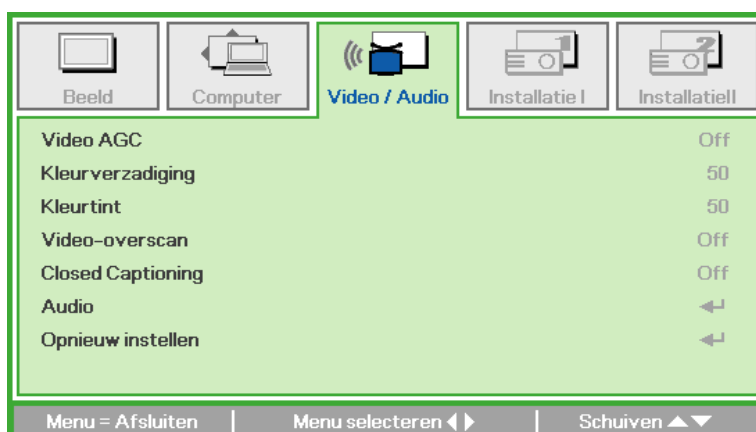 Beeld Computer Video / Audio Installatie I InstallatieII
Video AGC Off
Kleurverzadiging 50
Kleurtint 50
Video-overscan Off
Closed Captioning Off
Audio
Opnieuw instellen
Menu = Afsluiten Menu selecteren Schuiven